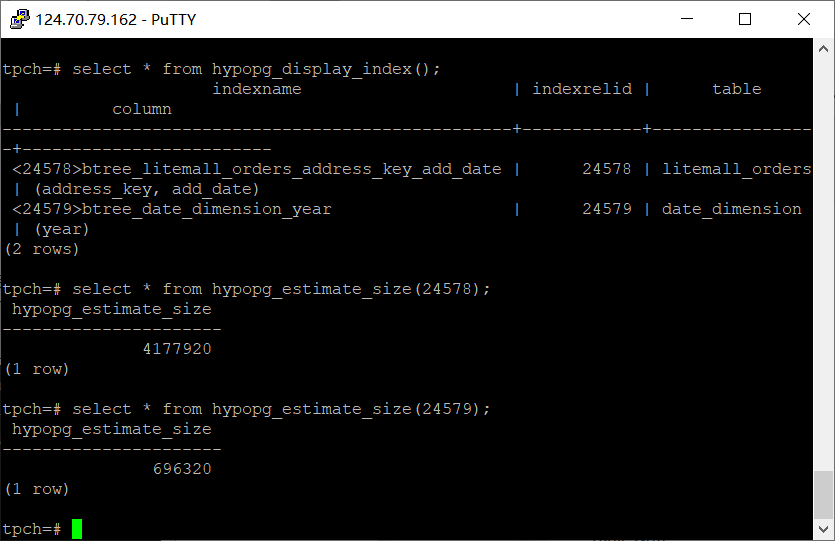 124.70.79.162 - PuTTY
tpch=# select * from hypopg_display_index();
                     indexname                     | indexrelid |      table
 |         column
---------------------------------------------------+------------+----------------
-+-------------------------
 <24578>btree_litemall_orders_address_key_add_date |      24578 | litemall_orders
 | (address_key, add_date)
 <24579>btree_date_dimension_year                  |      24579 | date_dimension
 | (year)
(2 rows)
tpch=# select * from hypopg_estimate_size(24578);
 hypopg_estimate_size
----------------------
              4177920
(1 row)
tpch=# select * from hypopg_estimate_size(24579);
 hypopg_estimate_size
----------------------
               696320
(1 row)
tpch=#